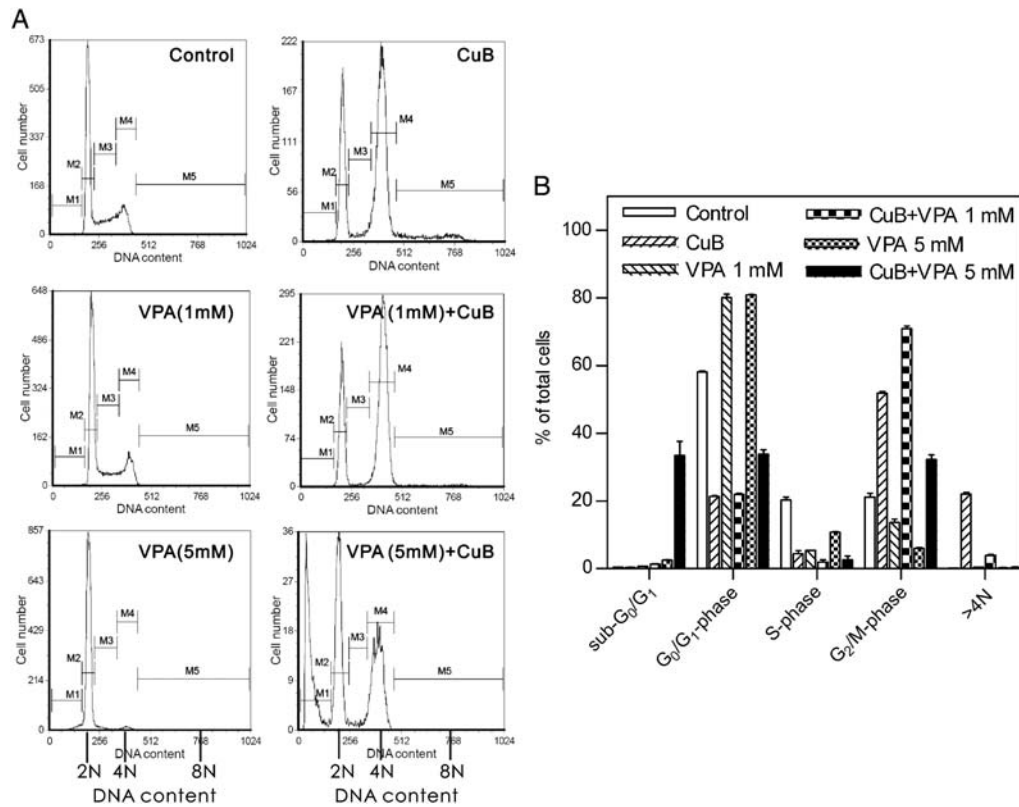 A
Control
673
505
337
168
0
Cell number
M1
M2
M3
M4
M5
0
256
512
768
1024
DNA content
CuB
222
167
111
56
0
Cell number
M1
M2
M3
M4
M5
0
256
512
768
1024
DNA content
VPA(1mM)
648
486
324
162
0
Cell number
M1
M2
M3
M4
M5
0
256
512
768
1024
DNA content
VPA (1mM)+CuB
295
221
148
74
0
Cell number
M1
M2
M3
M4
M5
0
256
512
768
1024
DNA content
VPA(5mM)
857
643
429
214
0
Cell number
M1
M2
M3
M4
M5
0
256
512
768
1024
DNA content
2N 4N 8N
DNA content
VPA (5mM)+CuB
36
27
18
9
0
Cell number
M1
M2
M3
M4
M5
0
256
512
768
1024
DNA content
2N 4N 8N
DNA content
B
Control
CuB
VPA 1 mM
CuB+VPA 1 mM
VPA 5 mM
CuB+VPA 5 mM
100
80
60
40
20
0
% of total cells
sub-G0/G1
G0/G1-phase
S-phase
G2/M-phase
>4N